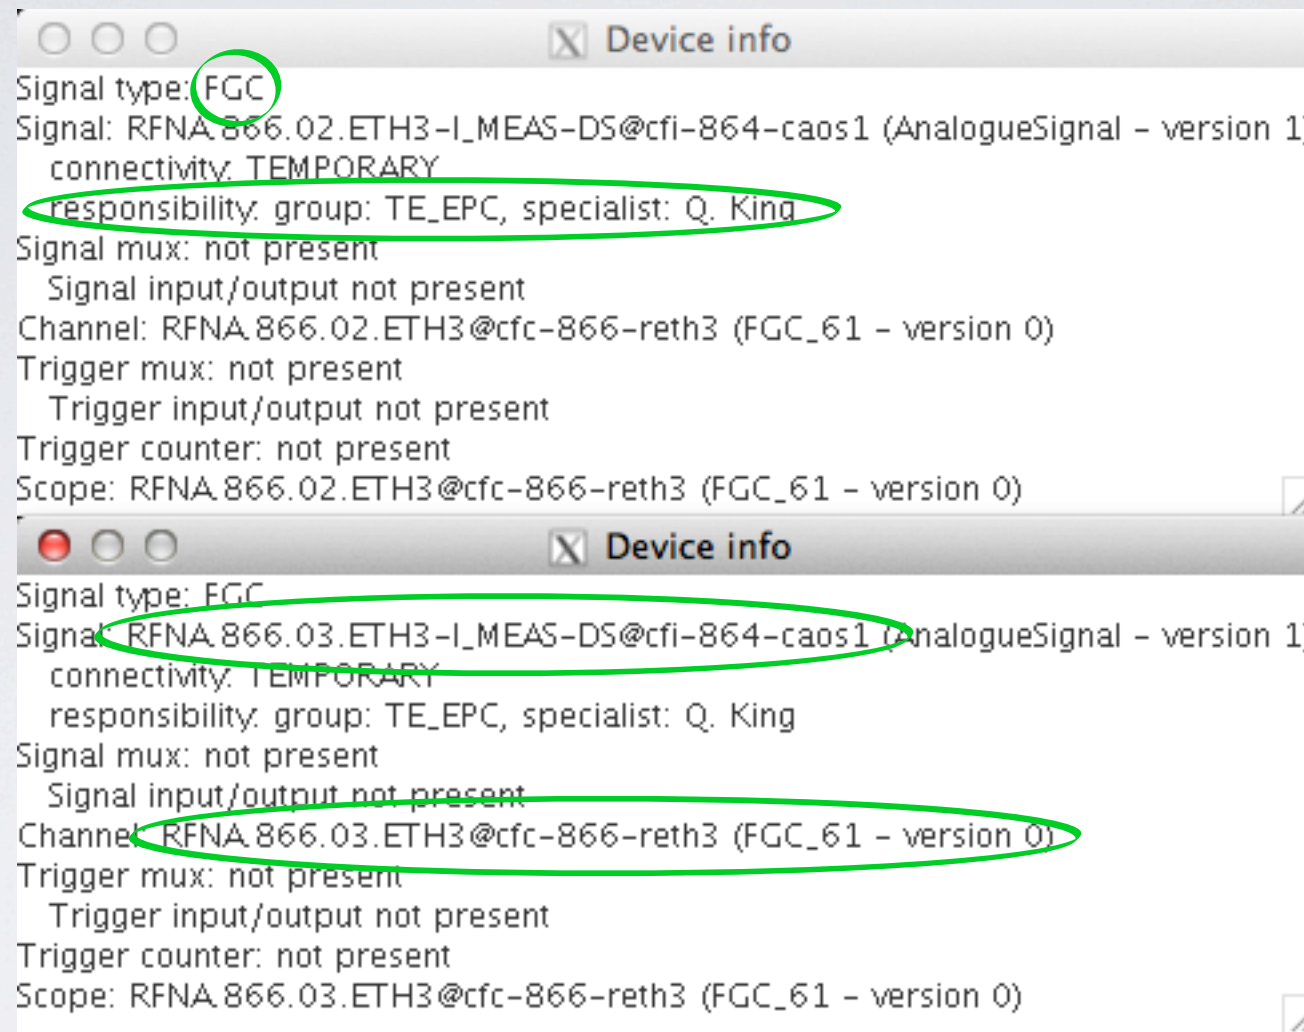 Device info
Signal type: FGC
Signal: RFNA.866.02.ETH3-I_MEAS-DS@cfi-864-caos1 (AnalogueSignal - version 1)
connectivity: TEMPORARY
responsibility: group: TE_EPC, specialist: Q. King
Signal mux: not present
Signal input/output not present
Channel: RFNA.866.02.ETH3@cfc-866-reth3 (FGC_61 - version 0)
Trigger mux: not present
Trigger input/output not present
Trigger counter: not present
Scope: RFNA.866.02.ETH3@cfc-866-reth3 (FGC_61 - version 0)
Device info
Signal type: FGC
Signal: RFNA.866.03.ETH3-I_MEAS-DS@cfi-864-caos1 (AnalogueSignal - version 1)
connectivity: TEMPORARY
responsibility: group: TE_EPC, specialist: Q. King
Signal mux: not present
Signal input/output not present
Channel: RFNA.866.03.ETH3@cfc-866-reth3 (FGC_61 - version 0)
Trigger mux: not present
Trigger input/output not present
Trigger counter: not present
Scope: RFNA.866.03.ETH3@cfc-866-reth3 (FGC_61 - version 0)